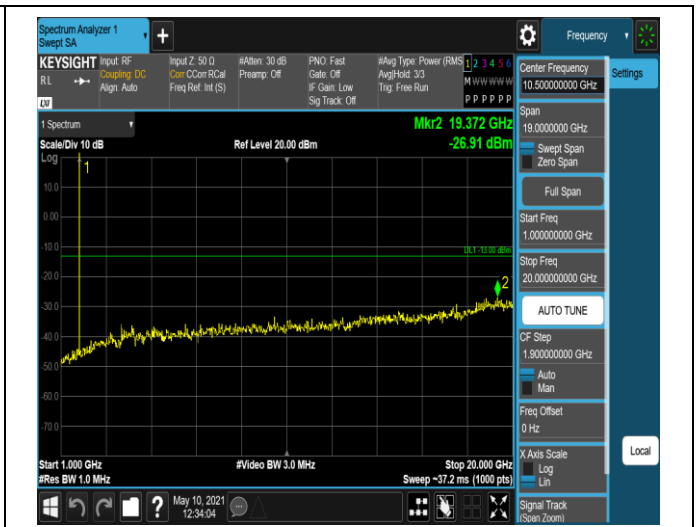 Spectrum Analyzer 1
Swept SA
Frequency
KEYSIGHT
RL
LXI
Input: RF
Coupling: DC
Align: Auto
Input Z: 50 Ω
Corr CCorr RCal
Freq Ref: Int (S)
#Atten: 30 dB
Preamp: Off
PNO: Fast
Gate: Off
IF Gain: Low
Sig Track: Off
#Avg Type: Power (RMS
Avg|Hold: 3/3
Trig: Free Run
1 2 3 4 5 6
M W W W W W
P P P P P P
1 Spectrum
Mkr2 19.372 GHz
-26.91 dBm
Scale/Div 10 dB
Ref Level 20.00 dBm
Log
1
10.0
0.00
-10.0
DL1 -13.00 dBm
-20.0
2
-30.0
-40.0
-50.0
-60.0
-70.0
Start 1.000 GHz
#Video BW 3.0 MHz
Stop 20.000 GHz
#Res BW 1.0 MHz
Sweep ~37.2 ms (1000 pts)
May 10, 2021
12:34:04
?
Center Frequency
10.500000000 GHz
Settings
Span
19.0000000 GHz
Swept Span
Zero Span
Full Span
Start Freq
1.000000000 GHz
Stop Freq
20.000000000 GHz
AUTO TUNE
CF Step
1.900000000 GHz
Auto
Man
Freq Offset
0 Hz
X Axis Scale
Log
Lin
Local
Signal Track
(Span Zoom)